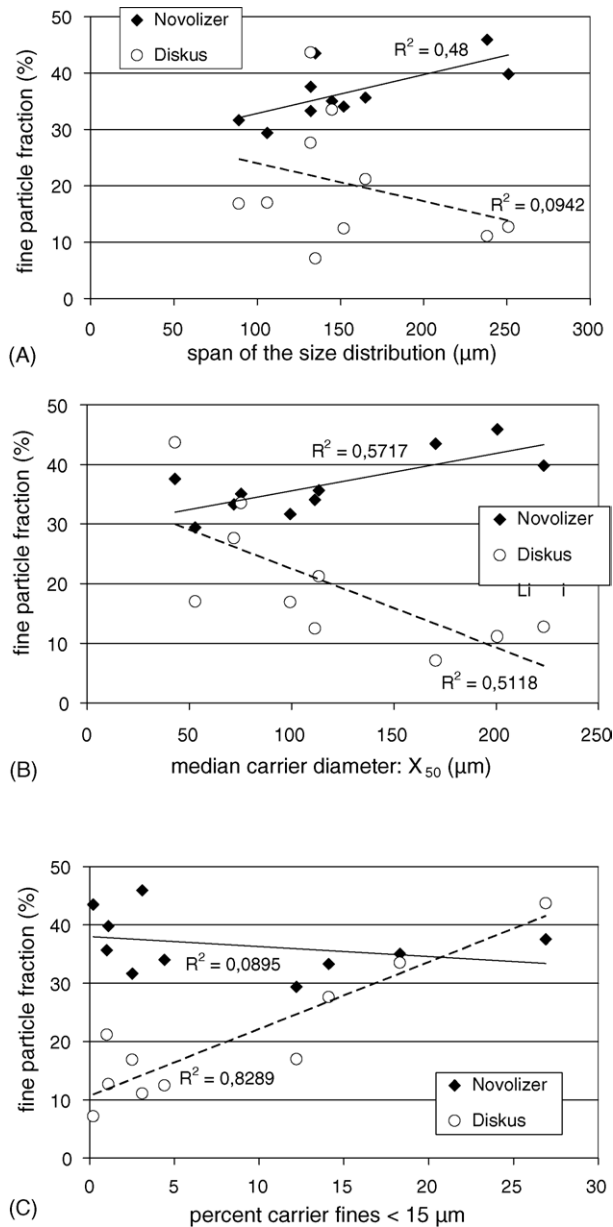 Novolizer
Diskus
R² = 0,48
R² = 0,0942
fine particle fraction (%)
50
40
30
20
10
0
0 50 100 150 200 250 300
(A) span of the size distribution (µm)
R² = 0,5717
Novolizer
Diskus
Li i
R² = 0,5118
fine particle fraction (%)
50
40
30
20
10
0
0 50 100 150 200 250
(B) median carrier diameter: X₅₀ (µm)
R² = 0,0895
R² = 0,8289
Novolizer
Diskus
fine particle fraction (%)
50
40
30
20
10
0
0 5 10 15 20 25 30
(C) percent carrier fines < 15 µm